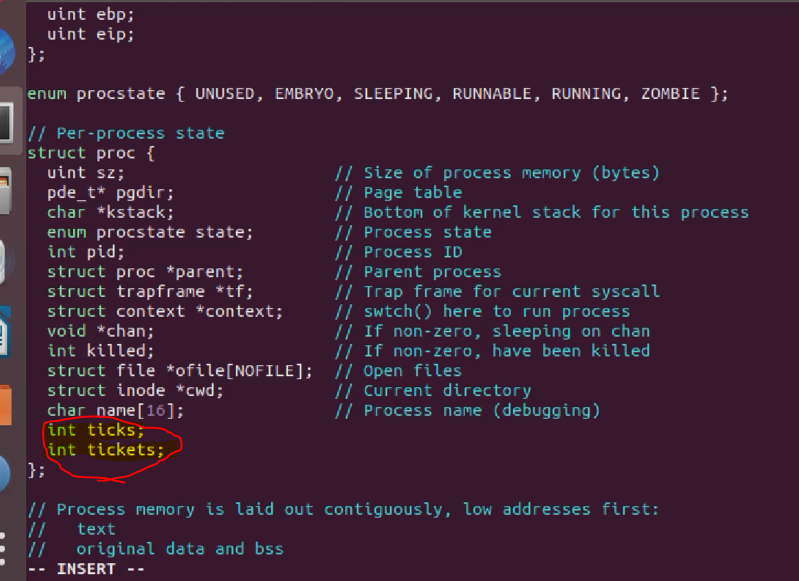 uint ebp;
uint eip;
};
enum procstate { UNUSED, EMBRYO, SLEEPING, RUNNABLE, RUNNING, ZOMBIE };
// Per-process state
struct proc {
uint sz; // Size of process memory (bytes)
pde_t* pgdir; // Page table
char *kstack; // Bottom of kernel stack for this process
enum procstate state; // Process state
int pid; // Process ID
struct proc *parent; // Parent process
struct trapframe *tf; // Trap frame for current syscall
struct context *context; // swtch() here to run process
void *chan; // If non-zero, sleeping on chan
int killed; // If non-zero, have been killed
struct file *ofile[NOFILE]; // Open files
struct inode *cwd; // Current directory
char name[16]; // Process name (debugging)
int ticks;
int tickets;
};
// Process memory is laid out contiguously, low addresses first:
// text
// original data and bss
-- INSERT --